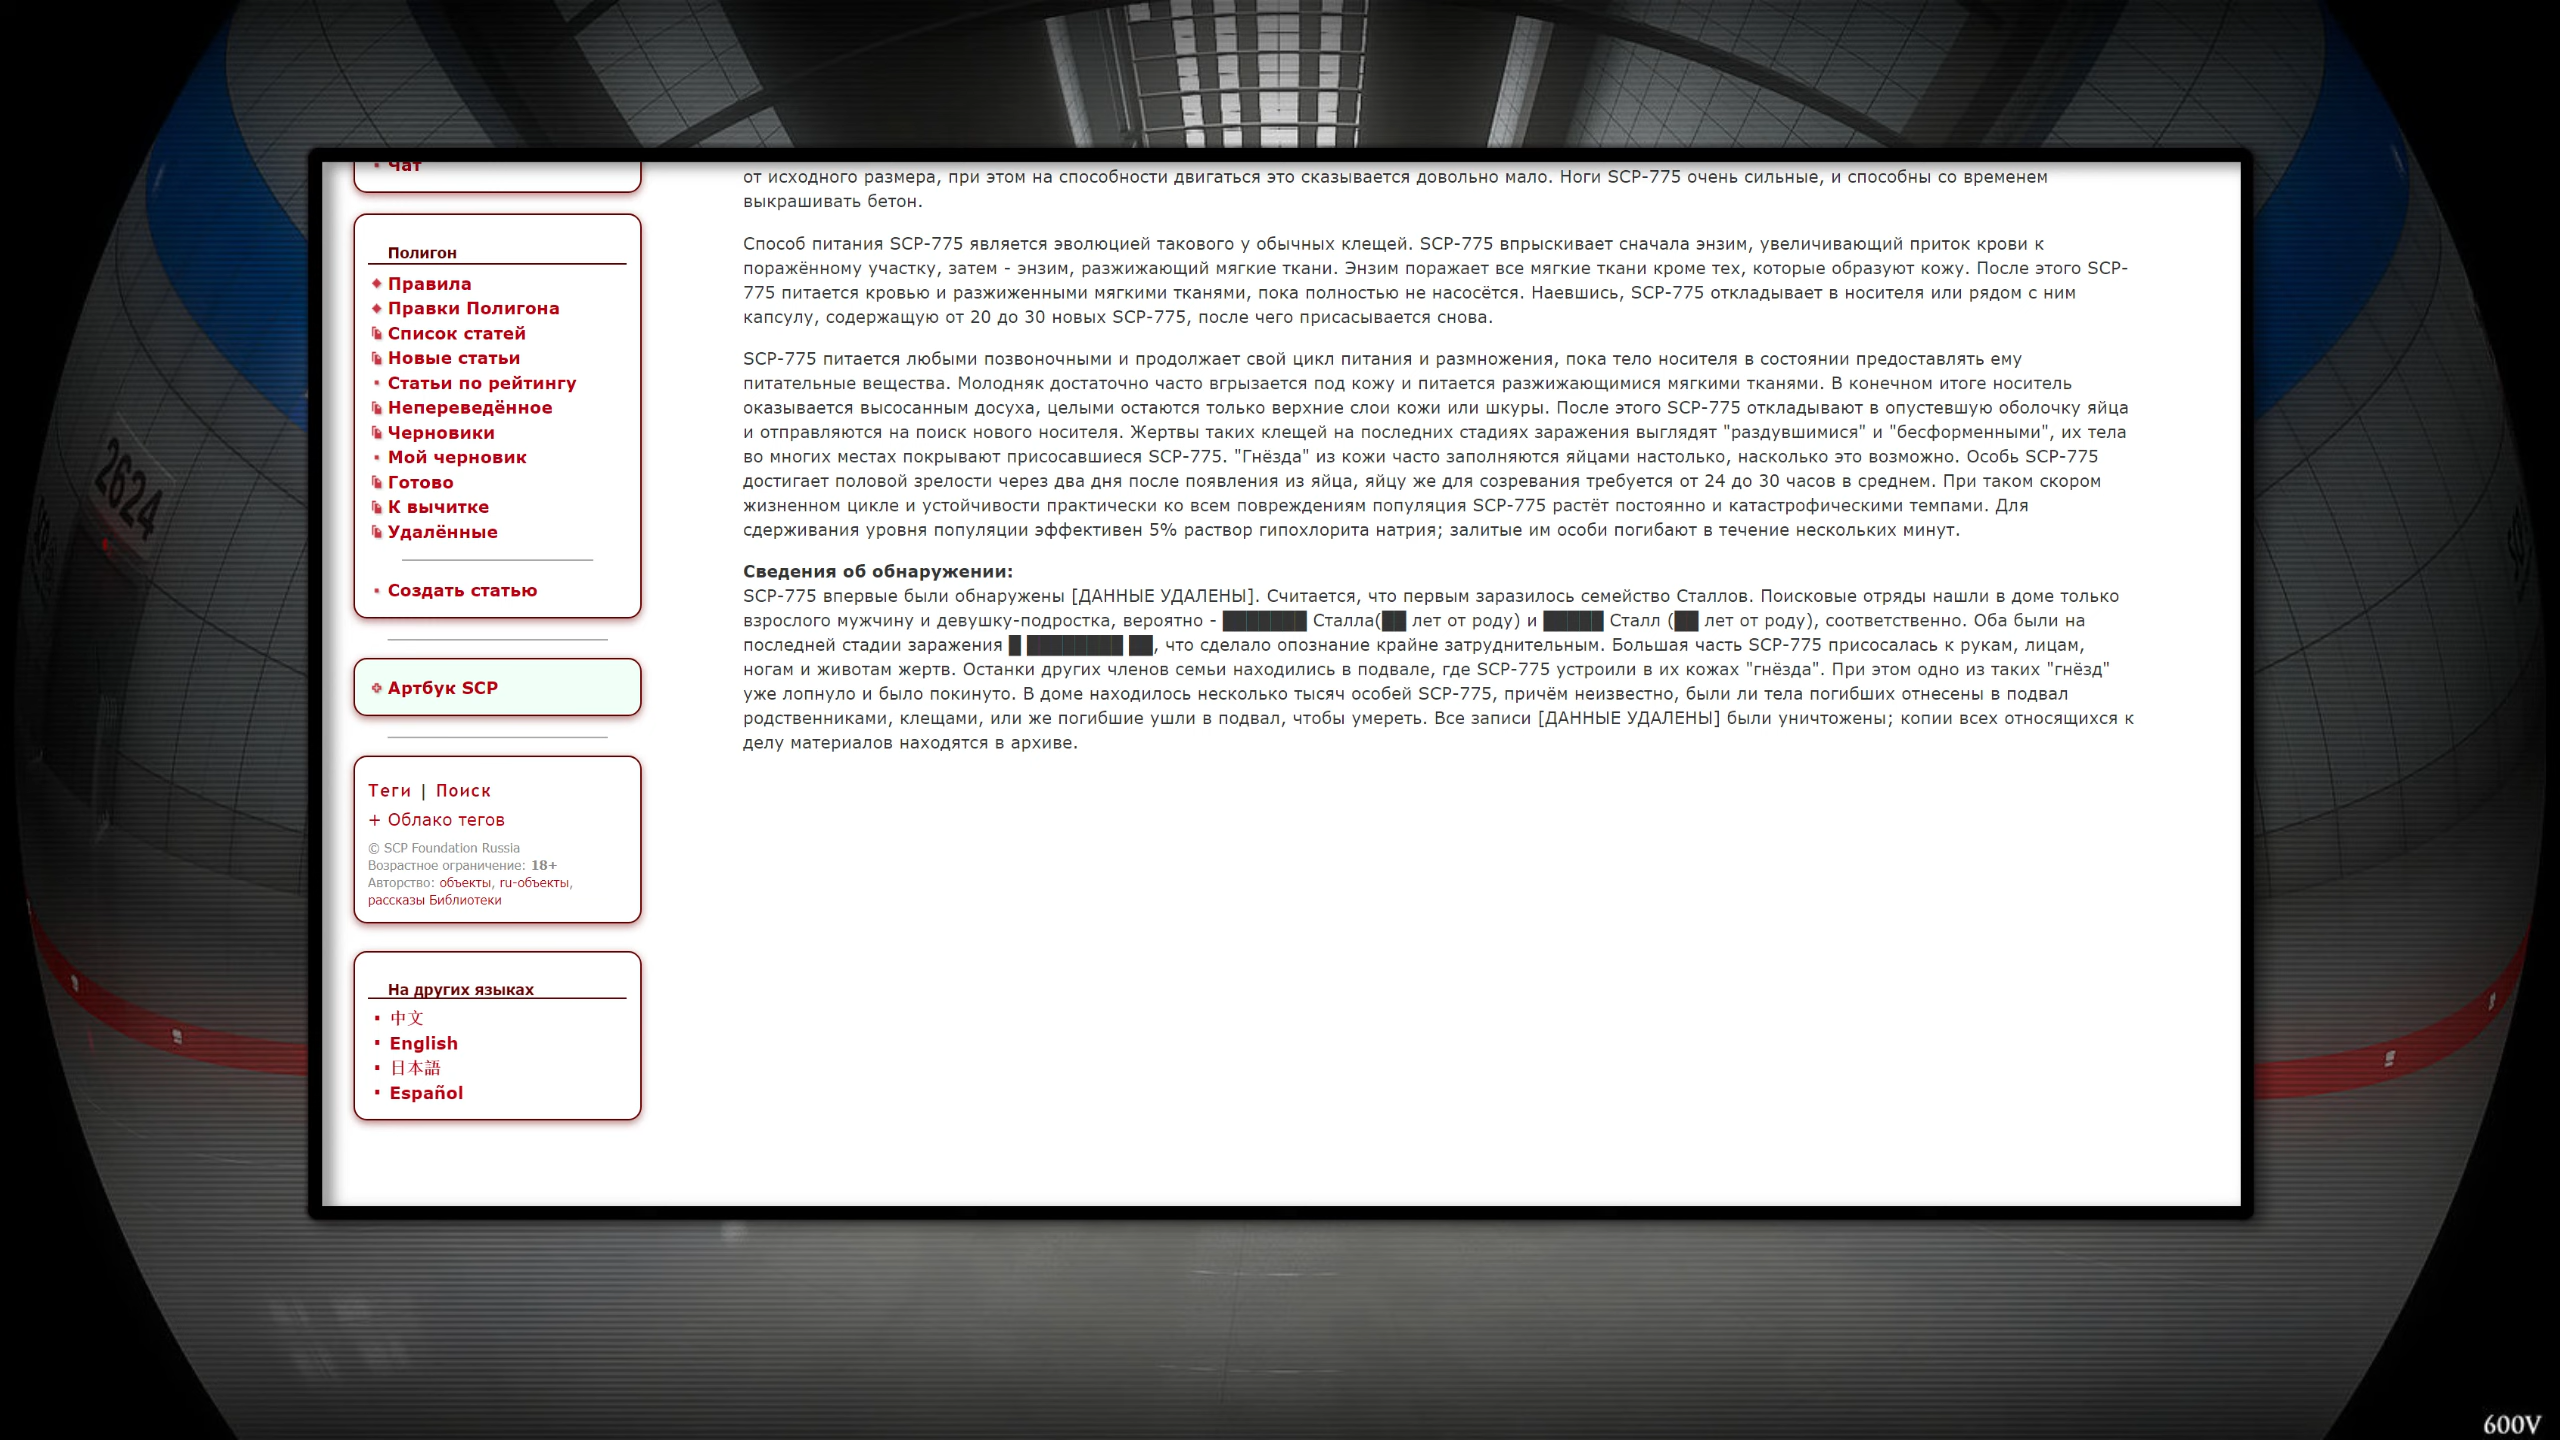 Чат
Полигон
Правила
Правки Полигона
Список статей
Новые статьи
Статьи по рейтингу
Непереведённое
Черновики
Мой черновик
Готово
К вычитке
Удалённые
Создать статью
Артбук SCP
Теги | Поиск
+ Облако тегов
© SCP Foundation Russia
Возрастное ограничение: 18+
Авторство: объекты, ru-объекты,
рассказы Библиотеки
На других языках
中文
English
日本語
Español
от исходного размера, при этом на способности двигаться это сказывается довольно мало. Ноги SCP-775 очень сильные, и способны со временем
выкрашивать бетон.
Способ питания SCP-775 является эволюцией такового у обычных клещей. SCP-775 впрыскивает сначала энзим, увеличивающий приток крови к
поражённому участку, затем - энзим, разжижающий мягкие ткани. Энзим поражает все мягкие ткани кроме тех, которые образуют кожу. После этого SCP-
775 питается кровью и разжиженными мягкими тканями, пока полностью не насосётся. Наевшись, SCP-775 откладывает в носителя или рядом с ним
капсулу, содержащую от 20 до 30 новых SCP-775, после чего присасывается снова.
SCP-775 питается любыми позвоночными и продолжает свой цикл питания и размножения, пока тело носителя в состоянии предоставлять ему
питательные вещества. Молодняк достаточно часто вгрызается под кожу и питается разжижающимися мягкими тканями. В конечном итоге носитель
оказывается высосанным досуха, целыми остаются только верхние слои кожи или шкуры. После этого SCP-775 откладывают в опустевшую оболочку яйца
и отправляются на поиск нового носителя. Жертвы таких клещей на последних стадиях заражения выглядят "раздувшимися" и "бесформенными", их тела
во многих местах покрывают присосавшиеся SCP-775. "Гнёзда" из кожи часто заполняются яйцами настолько, насколько это возможно. Особь SCP-775
достигает половой зрелости через два дня после появления из яйца, яйцу же для созревания требуется от 24 до 30 часов в среднем. При таком скором
жизненном цикле и устойчивости практически ко всем повреждениям популяция SCP-775 растёт постоянно и катастрофическими темпами. Для
сдерживания уровня популяции эффективен 5% раствор гипохлорита натрия; залитые им особи погибают в течение нескольких минут.
Сведения об обнаружении:
SCP-775 впервые были обнаружены [ДАННЫЕ УДАЛЕНЫ]. Считается, что первым заразилось семейство Сталлов. Поисковые отряды нашли в доме только
взрослого мужчину и девушку-подростка, вероятно - ███████ Сталла(██ лет от роду) и █████ Сталл (██ лет от роду), соответственно. Оба были на
последней стадии заражения █ ████████ ██, что сделало опознание крайне затруднительным. Большая часть SCP-775 присосалась к рукам, лицам,
ногам и животам жертв. Останки других членов семьи находились в подвале, где SCP-775 устроили в их кожах "гнёзда". При этом одно из таких "гнёзд"
уже лопнуло и было покинуто. В доме находилось несколько тысяч особей SCP-775, причём неизвестно, были ли тела погибших отнесены в подвал
родственниками, клещами, или же погибшие ушли в подвал, чтобы умереть. Все записи [ДАННЫЕ УДАЛЕНЫ] были уничтожены; копии всех относящихся к
делу материалов находятся в архиве.
2624
600V